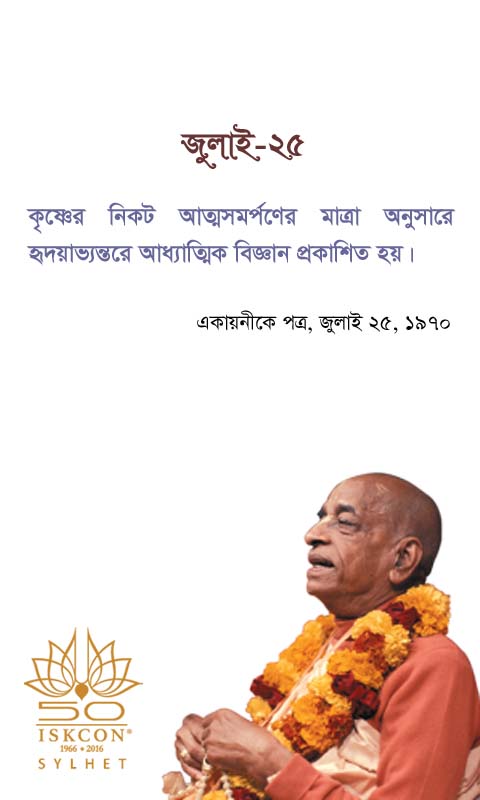 জুলাই-২৫
কৃষ্ণের নিকট আত্মসমর্পণের মাত্রা অনুসারে
হৃদয়াভ্যন্তরে আধ্যাত্মিক বিজ্ঞান প্রকাশিত হয়।
একায়নীকে পত্র, জুলাই ২৫, ১৯৭০
50
ISKCON®
1966 • 2016
SYLHET